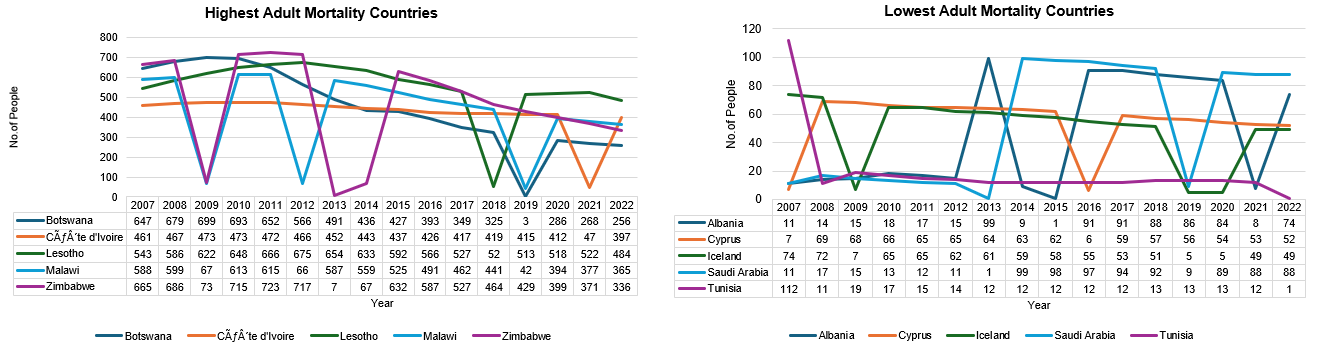 Highest Adult Mortality Countries
No.of People
800
700
600
500
400
300
200
100
0
2007 2008 2009 2010 2011 2012 2013 2014 2015 2016 2017 2018 2019 2020 2021 2022
Botswana 647 679 699 693 652 566 491 436 427 393 349 325 3 286 268 256
CÃƒÂ´te d'Ivoire 461 467 473 473 472 466 452 443 437 426 417 419 415 412 47 397
Lesotho 543 586 622 648 666 675 654 633 592 566 527 52 513 518 522 484
Malawi 588 599 67 613 615 66 587 559 525 491 462 441 42 394 377 365
Zimbabwe 665 686 73 715 723 717 7 67 632 587 527 464 429 399 371 336
Year
Botswana CÃƒÂ´te d'Ivoire Lesotho Malawi Zimbabwe
Lowest Adult Mortality Countries
No.of People
120
100
80
60
40
20
0
2007 2008 2009 2010 2011 2012 2013 2014 2015 2016 2017 2018 2019 2020 2021 2022
Albania 11 14 15 18 17 15 99 9 1 91 91 88 86 84 8 74
Cyprus 7 69 68 66 65 65 64 63 62 6 59 57 56 54 53 52
Iceland 74 72 7 65 65 62 61 59 58 55 53 51 5 5 49 49
Saudi Arabia 11 17 15 13 12 11 1 99 98 97 94 92 9 89 88 88
Tunisia 112 11 19 17 15 14 12 12 12 12 12 13 13 13 12 1
Year
Albania Cyprus Iceland Saudi Arabia Tunisia